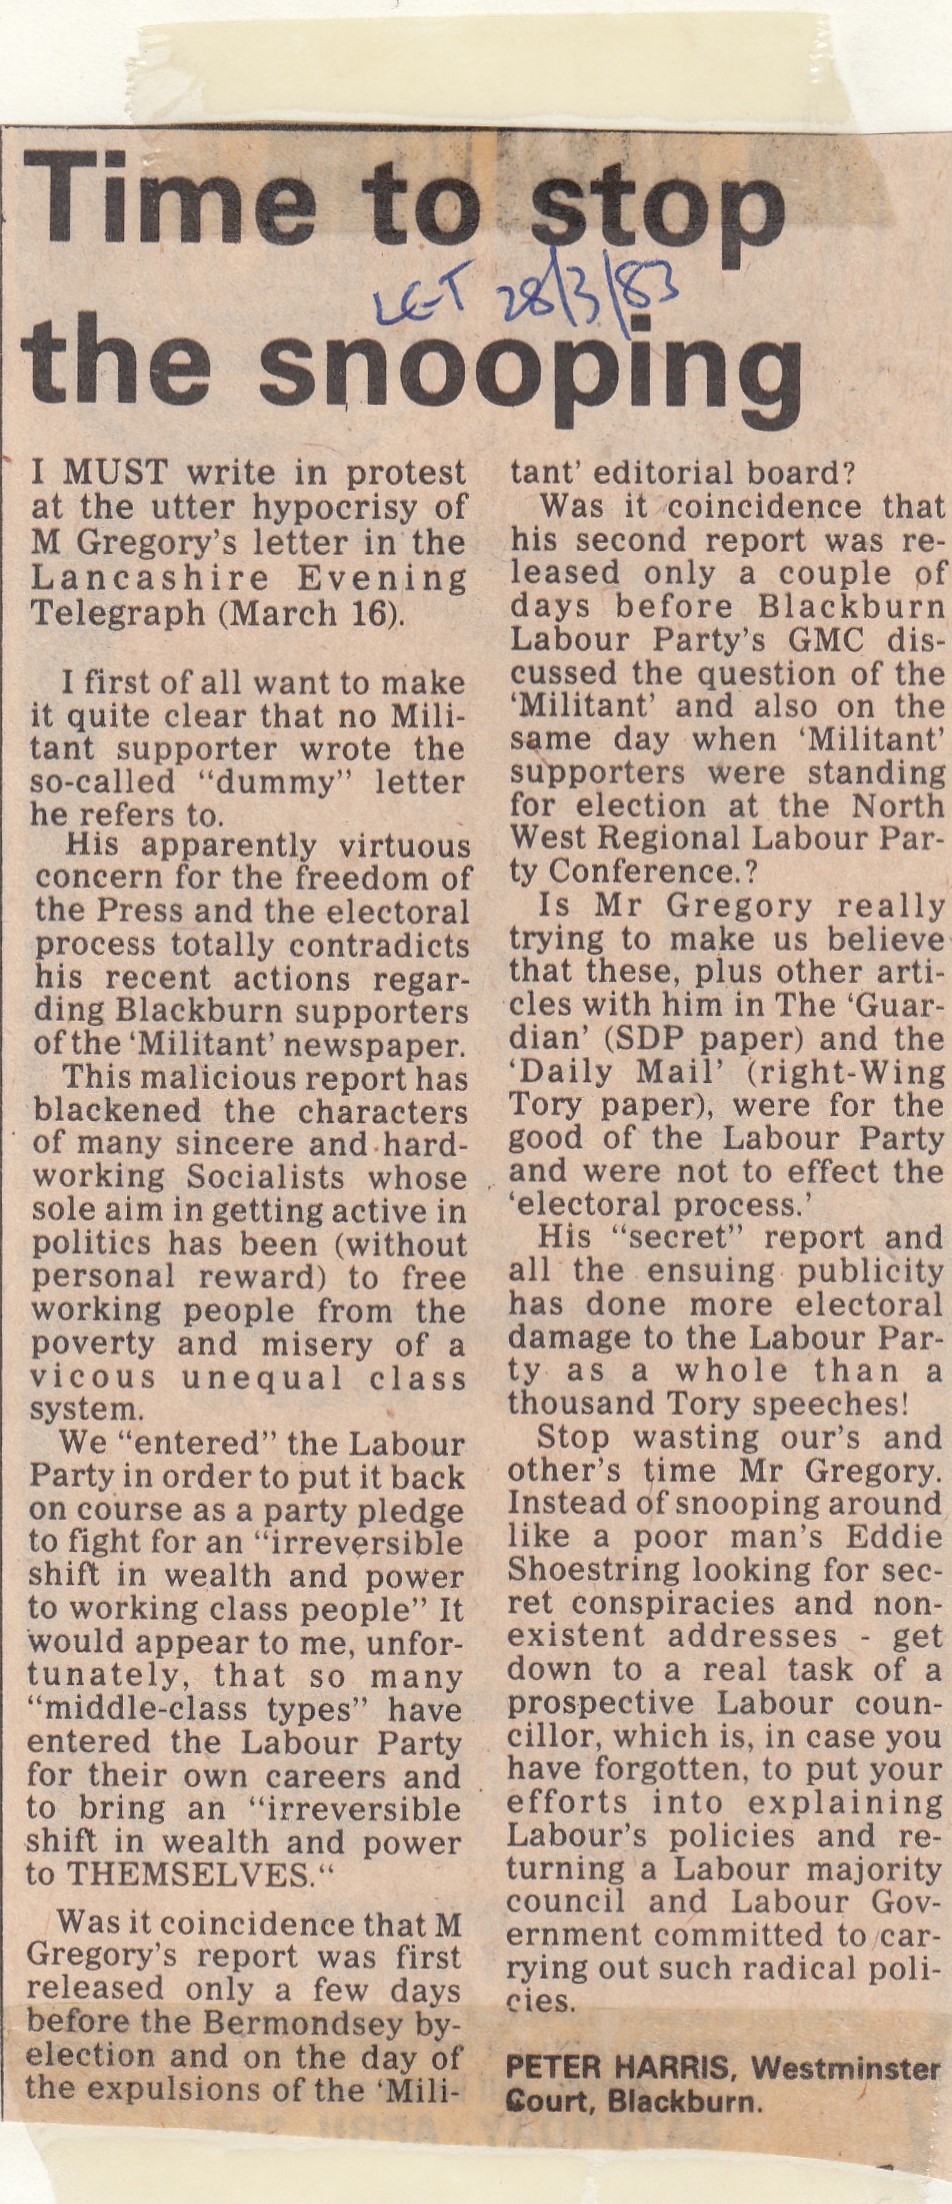 Time to stop
LET 28/3/83
the snooping
I MUST write in protest
at the utter hypocrisy of
M Gregory's letter in the
Lancashire Evening
Telegraph (March 16).
I first of all want to make
it quite clear that no Mili-
tant supporter wrote the
so-called “dummy” letter
he refers to.
His apparently virtuous
concern for the freedom of
the Press and the electoral
process totally contradicts
his recent actions regar-
ding Blackburn supporters
of the ‘Militant’ newspaper.
This malicious report has
blackened the characters
of many sincere and hard-
working Socialists whose
sole aim in getting active in
politics has been (without
personal reward) to free
working people from the
poverty and misery of a
vicous unequal class
system.
We “entered” the Labour
Party in order to put it back
on course as a party pledge
to fight for an “irreversible
shift in wealth and power
to working class people” It
would appear to me, unfor-
tunately, that so many
“middle-class types” have
entered the Labour Party
for their own careers and
to bring an “irreversible
shift in wealth and power
to THEMSELVES.“
Was it coincidence that M
Gregory's report was first
released only a few days
before the Bermondsey by-
election and on the day of
the expulsions of the ‘Mili-
tant’ editorial board?
Was it coincidence that
his second report was re-
leased only a couple of
days before Blackburn
Labour Party's GMC dis-
cussed the question of the
‘Militant’ and also on the
same day when ‘Militant’
supporters were standing
for election at the North
West Regional Labour Par-
ty Conference.?
Is Mr Gregory really
trying to make us believe
that these, plus other arti-
cles with him in The ‘Guar-
dian’ (SDP paper) and the
‘Daily Mail’ (right-Wing
Tory paper), were for the
good of the Labour Party
and were not to effect the
‘electoral process.’
His “secret” report and
all the ensuing publicity
has done more electoral
damage to the Labour Par-
ty as a whole than a
thousand Tory speeches!
Stop wasting our's and
other's time Mr Gregory.
Instead of snooping around
like a poor man's Eddie
Shoestring looking for sec-
ret conspiracies and non-
existent addresses - get
down to a real task of a
prospective Labour coun-
cillor, which is, in case you
have forgotten, to put your
efforts into explaining
Labour's policies and re-
turning a Labour majority
council and Labour Gov-
ernment committed to car-
rying out such radical poli-
cies.
PETER HARRIS, Westminster
Court, Blackburn.